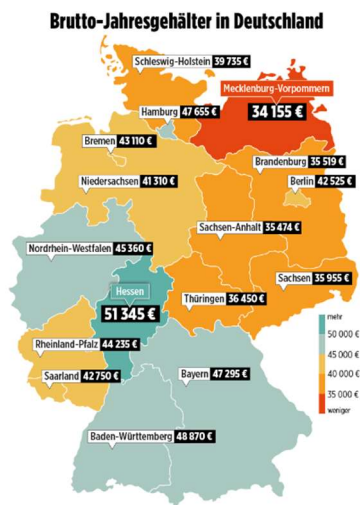 Brutto-Jahresgehälter in Deutschland
Schleswig-Holstein 39 735 €
Mecklenburg-Vorpommern
34 155 €
Hamburg 47 655 €
Bremen 43 110 €
Brandenburg 35 519 €
Niedersachsen 41 310 €
Berlin 42 525 €
Sachsen-Anhalt 35 474 €
Nordrhein-Westfalen 45 360 €
Sachsen 35 955 €
Hessen
51 345 €
Thüringen 36 450 €
mehr
50 000 €
45 000 €
40 000 €
35 000 €
weniger
Rheinland-Pfalz 44 235 €
Saarland 42 750 €
Bayern 47 295 €
Baden-Württemberg 48 870 €